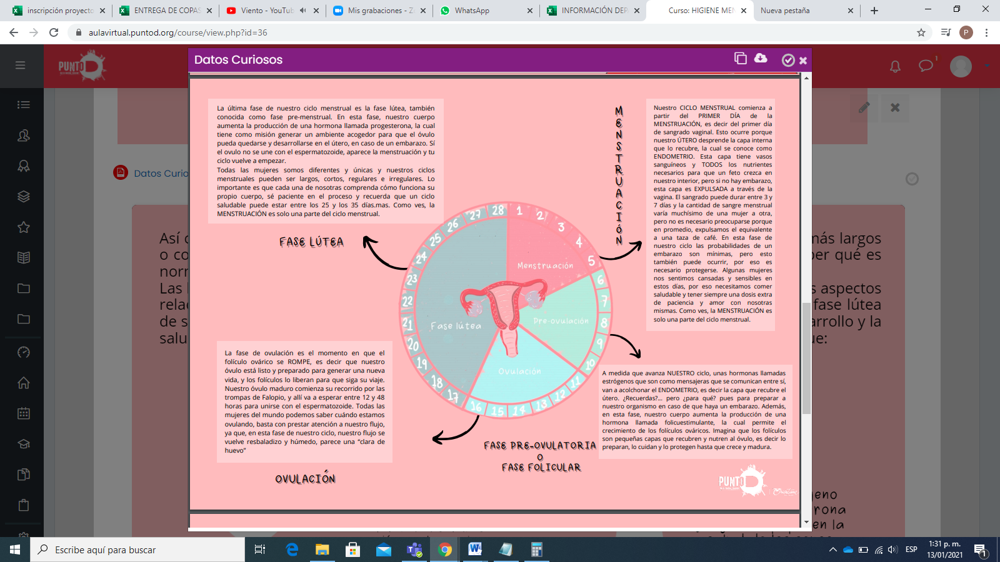 inscripción proyecto
ENTREGA DE COPAS
Viento - YouTub
Mis grabaciones - Z
WhatsApp
INFORMACIÓN DEP
Curso: HIGIENE MEN
Nueva pestaña
aulavirtual.puntod.org/course/view.php?id=36
P
PUNTO D
1
Datos Curiosos
La última fase de nuestro ciclo menstrual es la fase lútea, también
conocida como fase pre-menstrual. En esta fase, nuestro cuerpo
aumenta la producción de una hormona llamada progesterona, la cual
tiene como misión generar un ambiente acogedor para que el óvulo
pueda quedarse y desarrollarse en el útero, en caso de un embarazo. Sí
el ovulo no se une con el espermatozoide, aparece la menstruación y tu
ciclo vuelve a empezar.
Todas las mujeres somos diferentes y únicas y nuestros ciclos
menstruales pueden ser largos, cortos, regulares e irregulares. Lo
importante es que cada una de nosotras comprenda cómo funciona su
propio cuerpo, sé paciente en el proceso y recuerda que un ciclo
saludable puede estar entre los 25 y los 35 días.mas. Como ves, la
MENSTRUACIÓN es solo una parte del ciclo menstrual.
FASE LÚTEA
MENSTRUACIÓN
Nuestro CICLO MENSTRUAL comienza a
partir del PRIMER DÍA de la
MENSTRUACIÓN, es decir del primer día
de sangrado vaginal. Esto ocurre porque
nuestro ÚTERO desprende la capa interna
que lo recubre, la cual se conoce como
ENDOMETRIO. Esta capa tiene vasos
sanguíneos y TODOS los nutrientes
necesarios para que un feto crezca en
nuestro interior, pero si no hay embarazo,
esta capa es EXPULSADA a través de la
vagina. El sangrado puede durar entre 3 y
7 días y la cantidad de sangre menstrual
varía muchísimo de una mujer a otra,
pero no es necesario preocuparse porque
en promedio, expulsamos el equivalente
a una taza de café. En esta fase de
nuestro ciclo las probabilidades de un
embarazo son mínimas, pero esto
también puede ocurrir, por eso es
necesario protegerse. Algunas mujeres
nos sentimos cansadas y sensibles en
estos días, por eso necesitamos comer
saludable y tener siempre una dosis extra
de paciencia y amor con nosotras
mismas. Como ves, la MENSTRUACIÓN es
solo una parte del ciclo menstrual.
1 2 3 4 5 6 7 8 9 10 11 12 13 14 15 16 17 18 19 20 21 22 23 24 25 26 27 28
Menstruación
Pre-ovulación
Ovulación
Fase lútea
La fase de ovulación es el momento en que el
folículo ovárico se ROMPE, es decir que nuestro
óvulo está listo y preparado para generar una nueva
vida, y los folículos lo liberan para que siga su viaje.
Nuestro óvulo maduro comienza su recorrido por las
trompas de Falopio, y allí va a esperar entre 12 y 48
horas para unirse con el espermatozoide. Todas las
mujeres del mundo podemos saber cuándo estamos
ovulando, basta con prestar atención a nuestro flujo,
ya que, en esta fase de nuestro ciclo, nuestro flujo se
vuelve resbaladizo y húmedo, parece una “clara de
huevo”
OVULACIÓN
FASE PRE-OVULATORIA
O
FASE FOLICULAR
A medida que avanza NUESTRO ciclo, unas hormonas llamadas
estrógenos que son como mensajeras que se comunican entre sí,
van a acolchonar el ENDOMETRIO, es decir la capa que recubre el
útero. ¿Recuerdas?... pero ¿para qué? pues para preparar a
nuestro organismo en caso de que haya un embarazo. Además,
en esta fase, nuestro cuerpo aumenta la producción de una
hormona llamada folicuestimulante, la cual permite el
crecimiento de los folículos ováricos. Imagina que los folículos
son pequeñas capas que recubren y nutren al óvulo, es decir lo
preparan, lo cuidan y lo protegen hasta que crece y madura.
PUNTO D
Datos Curio
Así
o co
norn
Las
rela
de s
salu
más largos
ber qué es
s aspectos
fase lútea
arrollo y la
ue:
eno
rona
en la
Escribe aquí para buscar
ESP
1:31 p. m.
13/01/2021
1